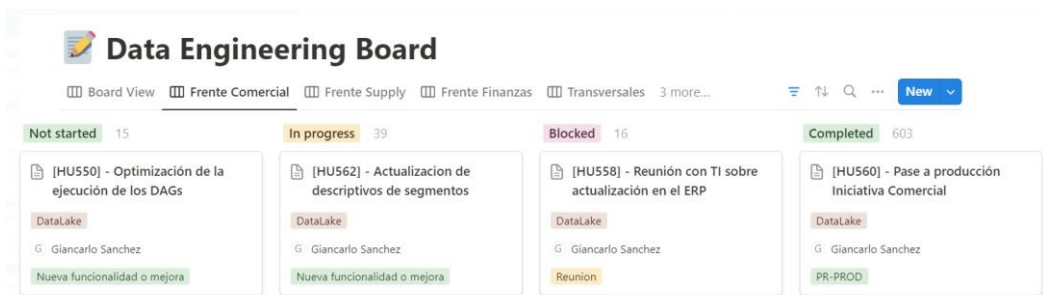 Data Engineering Board
Board View Frente Comercial Frente Supply Frente Finanzas Transversales 3 more... New
Not started 15
[HU550] - Optimización de la
ejecución de los DAGs
DataLake
G Giancarlo Sanchez
Nueva funcionalidad o mejora
In progress 39
[HU562] - Actualizacion de
descriptivos de segmentos
DataLake
G Giancarlo Sanchez
Nueva funcionalidad o mejora
Blocked 16
[HU558] - Reunión con TI sobre
actualización en el ERP
DataLake
G Giancarlo Sanchez
Reunion
Completed 603
[HU560] - Pase a producción
Iniciativa Comercial
DataLake
G Giancarlo Sanchez
PR-PROD